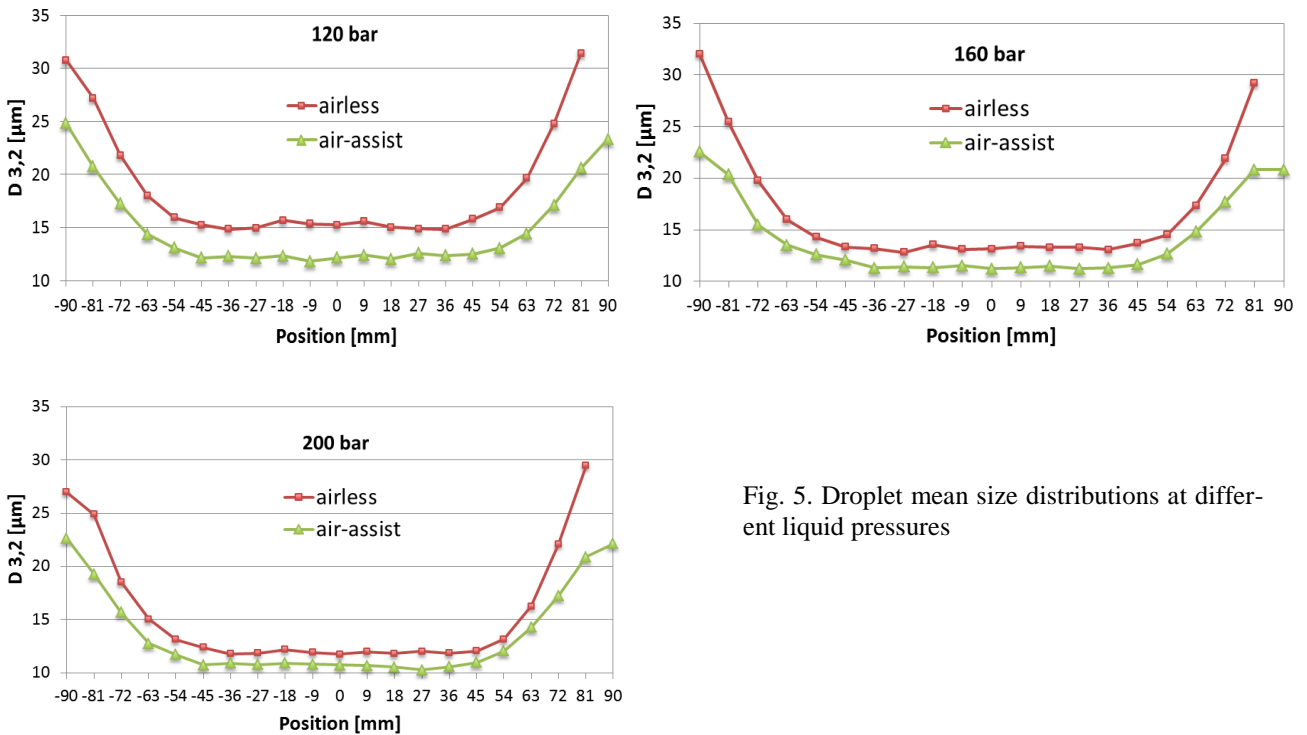 120 bar
airless
air-assist
D 3,2 [µm]
35
30
25
20
15
10
-90 -81 -72 -63 -54 -45 -36 -27 -18 -9 0 9 18 27 36 45 54 63 72 81 90
Position [mm]
160 bar
airless
air-assist
D 3,2 [µm]
35
30
25
20
15
10
-90 -81 -72 -63 -54 -45 -36 -27 -18 -9 0 9 18 27 36 45 54 63 72 81 90
Position [mm]
200 bar
airless
air-assist
D 3,2 [µm]
35
30
25
20
15
10
-90 -81 -72 -63 -54 -45 -36 -27 -18 -9 0 9 18 27 36 45 54 63 72 81 90
Position [mm]
Fig. 5. Droplet mean size distributions at differ-
ent liquid pressures